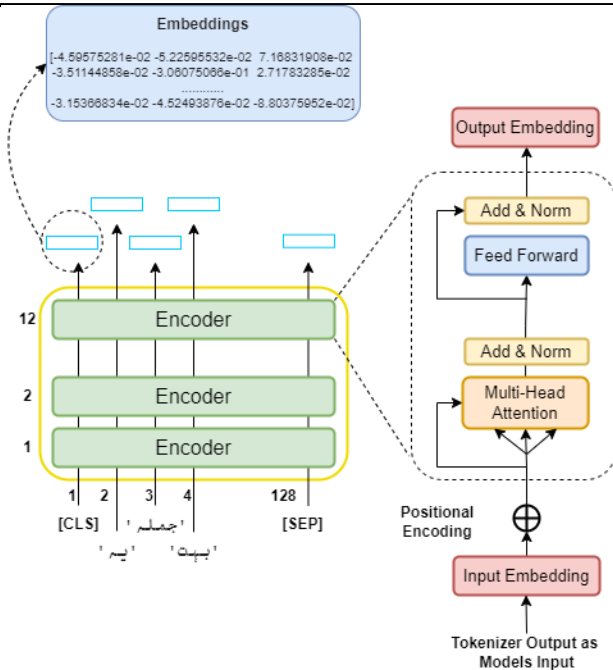 Embeddings
[-4.59575281e-02 -5.22595532e-02 7.16831908e-02
-3.51144858e-02 -3.06075066e-01 2.71783285e-02
............
-3.15366834e-02 -4.52493876e-02 -8.80375952e-02]
Output Embedding
Add & Norm
Feed Forward
Add & Norm
Multi-Head
Attention
12
Encoder
2
Encoder
1
Encoder
1 2 3 4 128
[CLS] 'جملہ' [SEP]
'یہ' 'بہت'
Positional
Encoding
Input Embedding
Tokenizer Output as
Models Input